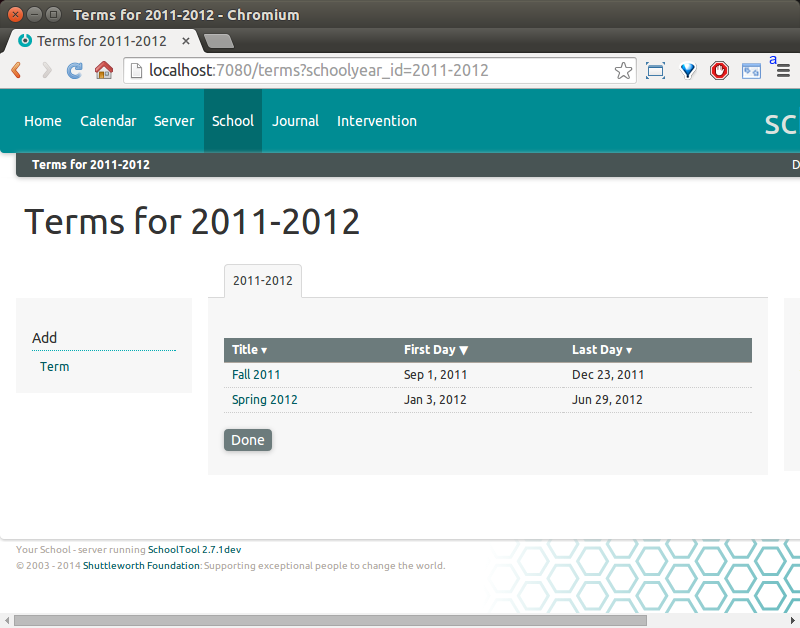 Terms for 2011-2012 - Chromium
Terms for 2011-2012
localhost:7080/terms?schoolyear_id=2011-2012
a
Home Calendar Server School Journal Intervention
SC
Terms for 2011-2012
D
Terms for 2011-2012
2011-2012
Add
Term
Title ▾ First Day ▼ Last Day ▾
Fall 2011 Sep 1, 2011 Dec 23, 2011
Spring 2012 Jan 3, 2012 Jun 29, 2012
Done
Your School - server running SchoolTool 2.7.1dev
© 2003 - 2014 Shuttleworth Foundation: Supporting exceptional people to change the world.